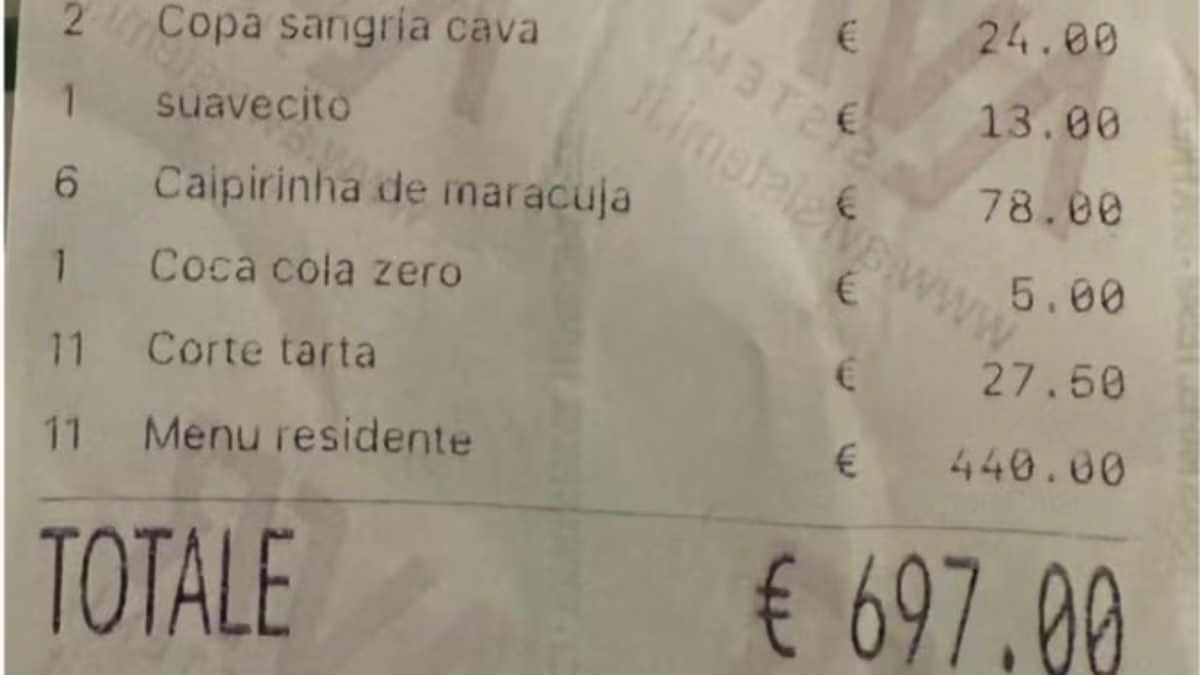 2 Copa sangria cava € 24.00
1 suavecito € 13.00
6 Caipirinha de maracuja € 78.00
1 Coca cola zero € 5.00
11 Corte tarta € 27.50
11 Menu residente € 440.00
TOTALE € 697.00